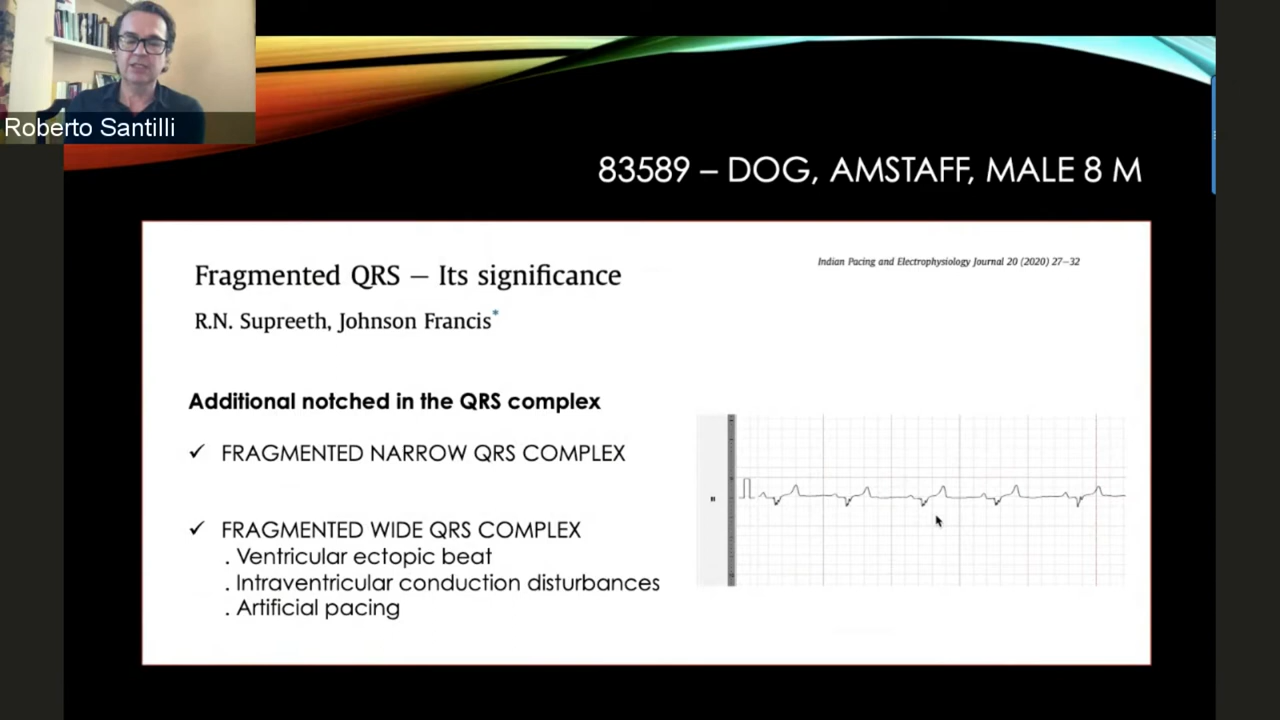 Roberto Santilli
83589 – DOG, AMSTAFF, MALE 8 M
Fragmented QRS – Its significance
Indian Pacing and Electrophysiology Journal 20 (2020) 27–32
R.N. Supreeth, Johnson Francis*
Additional notched in the QRS complex
✓ FRAGMENTED NARROW QRS COMPLEX
✓ FRAGMENTED WIDE QRS COMPLEX
. Ventricular ectopic beat
. Intraventricular conduction disturbances
. Artificial pacing